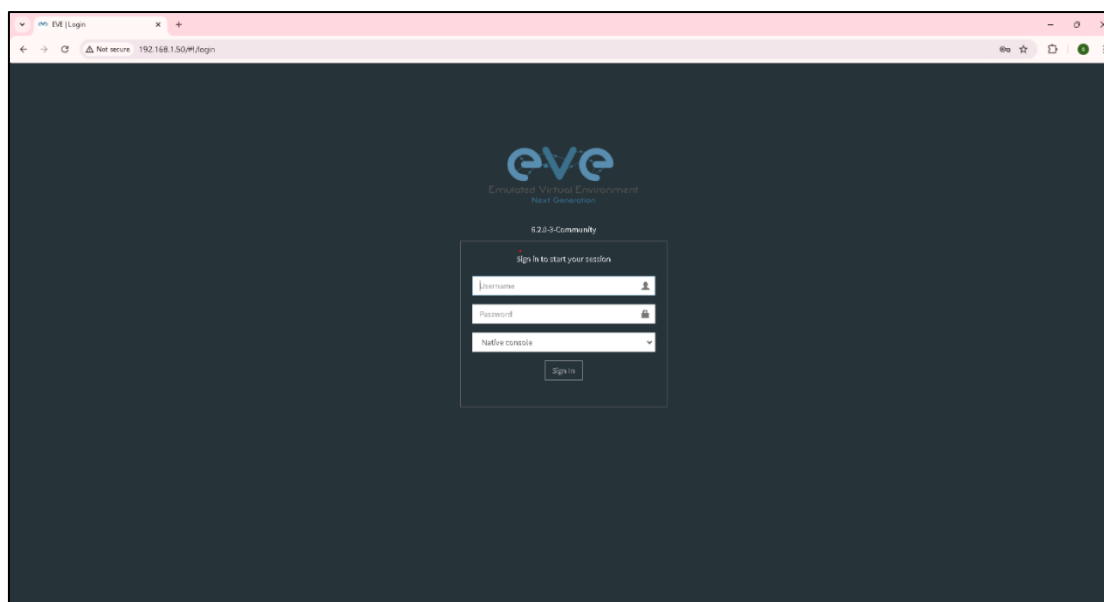 EVE | Login
Not secure 192.168.1.50/#!/login
eve
Emulated Virtual Environment
Next Generation
6.2.0-3-Community
Sign in to start your session
Username
Password
Native console
Sign In